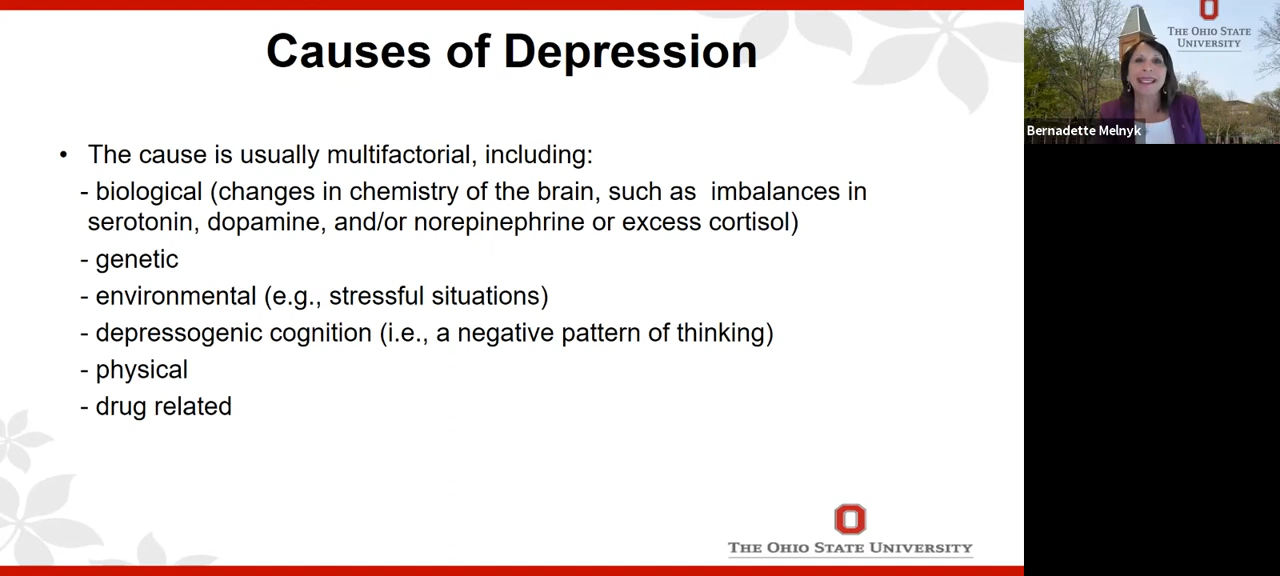 Causes of Depression
• The cause is usually multifactorial, including:
- biological (changes in chemistry of the brain, such as imbalances in
serotonin, dopamine, and/or norepinephrine or excess cortisol)
- genetic
- environmental (e.g., stressful situations)
- depressogenic cognition (i.e., a negative pattern of thinking)
- physical
- drug related
THE OHIO STATE UNIVERSITY
THE OHIO STATE
UNIVERSITY
Bernadette Melnyk